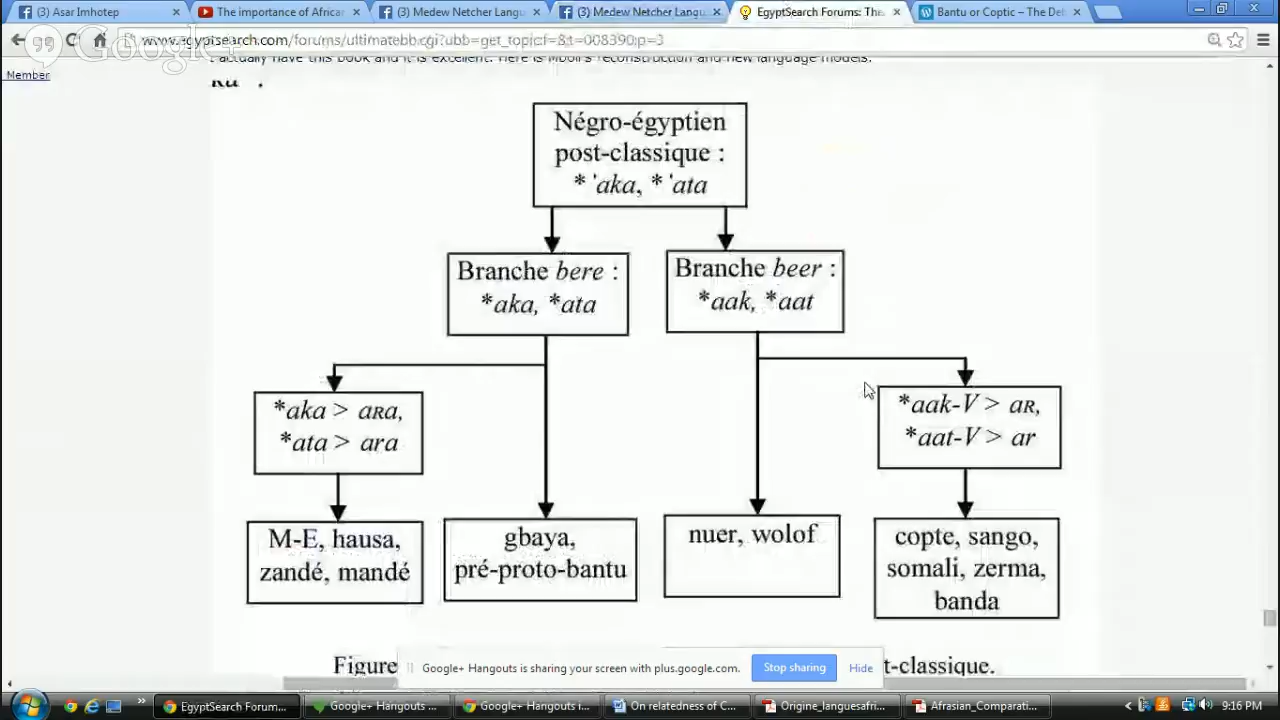 (3) Asar Imhotep
The importance of African
(3) Medew Netcher Langu
(3) Medew Netcher Langu
EgyptSearch Forums: The
Bantu or Coptic – The De
Google+
www.egyptsearch.com/forums/ultimatebb.cgi?ubb=get_topic;f=8;t=008390;p=3
Member
I actually have this book and it is excellent. Here is Mboli's reconstruction and new language models.
Négro-égyptien
post-classique :
* 'aka, * 'ata
Branche bere :
*aka, *ata
Branche beer :
*aak, *aat
*aka > aRa,
*ata > ara
*aak-V > aR,
*aat-V > ar
M-E, hausa,
zandé, mandé
gbaya,
pré-proto-bantu
nuer, wolof
copte, sango,
somali, zerma,
banda
Figure
t-classique.
Google+ Hangouts is sharing your screen with plus.google.com.
Stop sharing
Hide
EgyptSearch Forum...
Google+ Hangouts ...
Google+ Hangouts i...
On relatedness of C...
Origine_languesafri...
Afrasian_Comparati...
9:16 PM